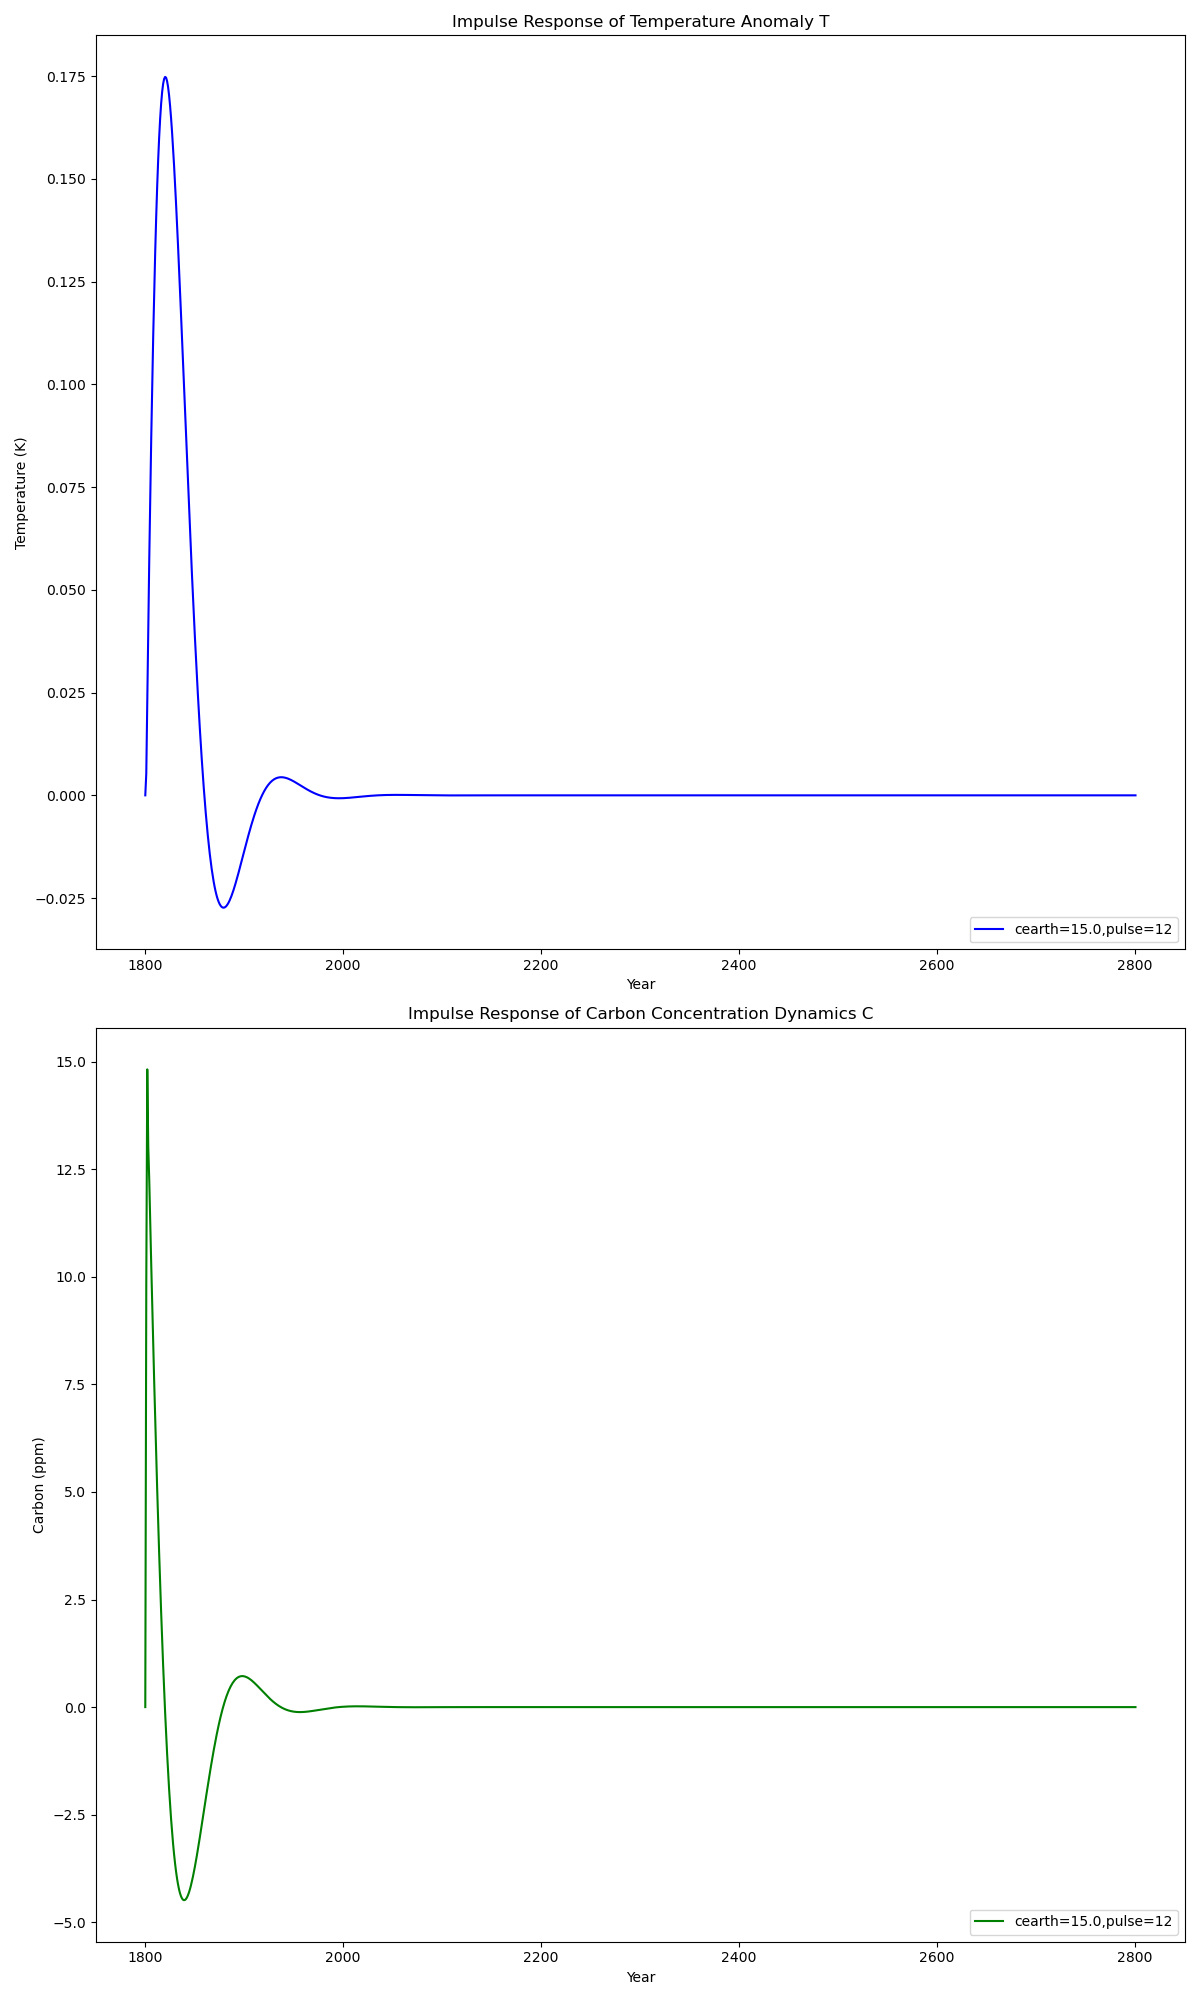 Impulse Response of Temperature Anomaly T
0.175
0.150
0.125
0.100
0.075
0.050
0.025
0.000
−0.025
Temperature (K)
cearth=15.0,pulse=12
1800 2000 2200 2400 2600 2800
Year
Impulse Response of Carbon Concentration Dynamics C
15.0
12.5
10.0
7.5
5.0
2.5
0.0
−2.5
−5.0
Carbon (ppm)
cearth=15.0,pulse=12
1800 2000 2200 2400 2600 2800
Year